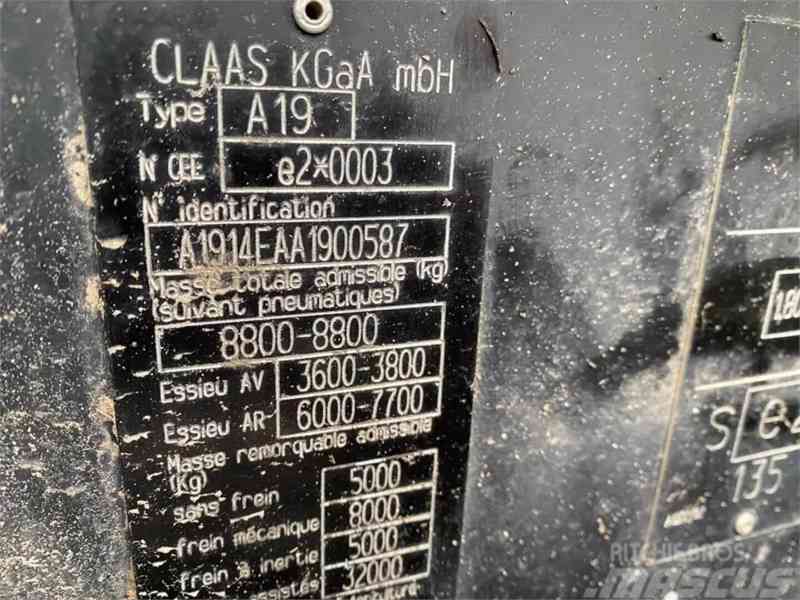 CLAAS KGaA mbH
Type A19
N° CEE e2*0003
N° identification
A1914EAA1900587
Masse totale admissible (kg)
(suivant pneumatiques)
8800-8800
Essieu AV 3600-3800
Essieu AR 6000-7700
Masse remorquable admissible
(Kg)
sans frein 5000
frein mécanique 8000
frein à inertie 5000
32000
180
S e
135
RITCHIE BROS
MASCUS